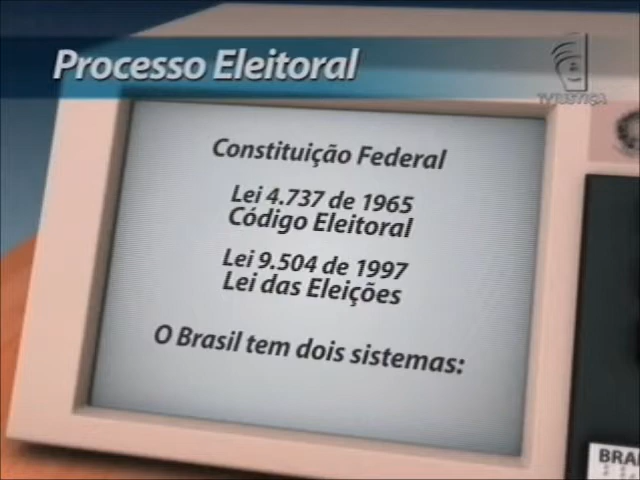 Processo Eleitoral
TV JUSTIÇA
Constituição Federal
Lei 4.737 de 1965
Código Eleitoral
Lei 9.504 de 1997
Lei das Eleições
O Brasil tem dois sistemas: